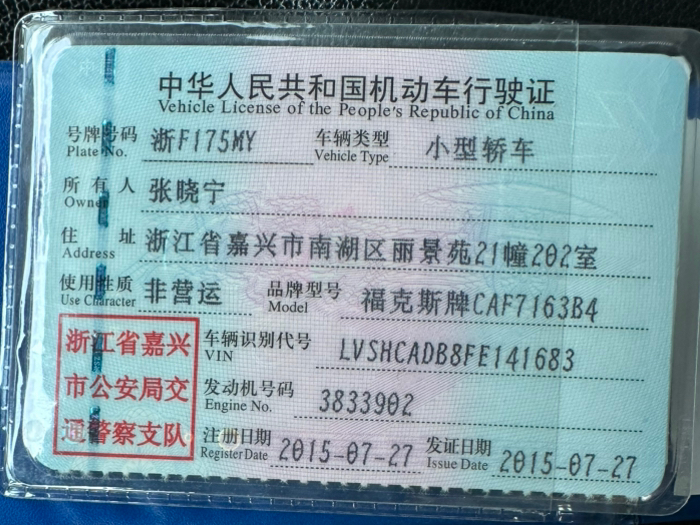 中华人民共和国机动车行驶证
Vehicle License of the People's Republic of China
号牌号码 浙F175MY 车辆类型 小型轿车
Plate No. Vehicle Type
所有人 张晓宁
Owner
住址 浙江省嘉兴市南湖区丽景苑21幢202室
Address
使用性质 非营运 品牌型号 福克斯牌CAF7163B4
Use Character Model
浙江省嘉兴
市公安局交
通警察支队
车辆识别代号 LVSHCADB8FE141683
VIN
发动机号码 3833902
Engine No.
注册日期 2015-07-27 发证日期 2015-07-27
Register Date Issue Date